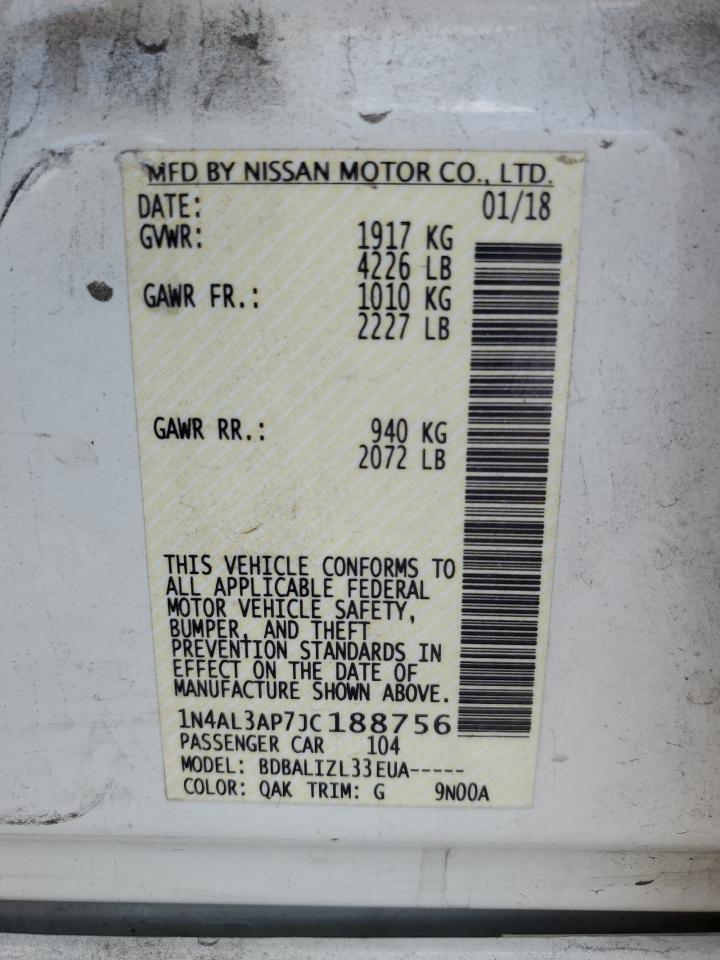 MFD BY NISSAN MOTOR CO., LTD.
DATE: 01/18
GVWR: 1917 KG
4226 LB
GAWR FR.: 1010 KG
2227 LB
GAWR RR.: 940 KG
2072 LB
THIS VEHICLE CONFORMS TO
ALL APPLICABLE FEDERAL
MOTOR VEHICLE SAFETY,
BUMPER, AND THEFT
PREVENTION STANDARDS IN
EFFECT ON THE DATE OF
MANUFACTURE SHOWN ABOVE.
1N4AL3AP7JC188756
PASSENGER CAR 104
MODEL: BDBALIZL33EUA-----
COLOR: QAK TRIM: G 9N00A